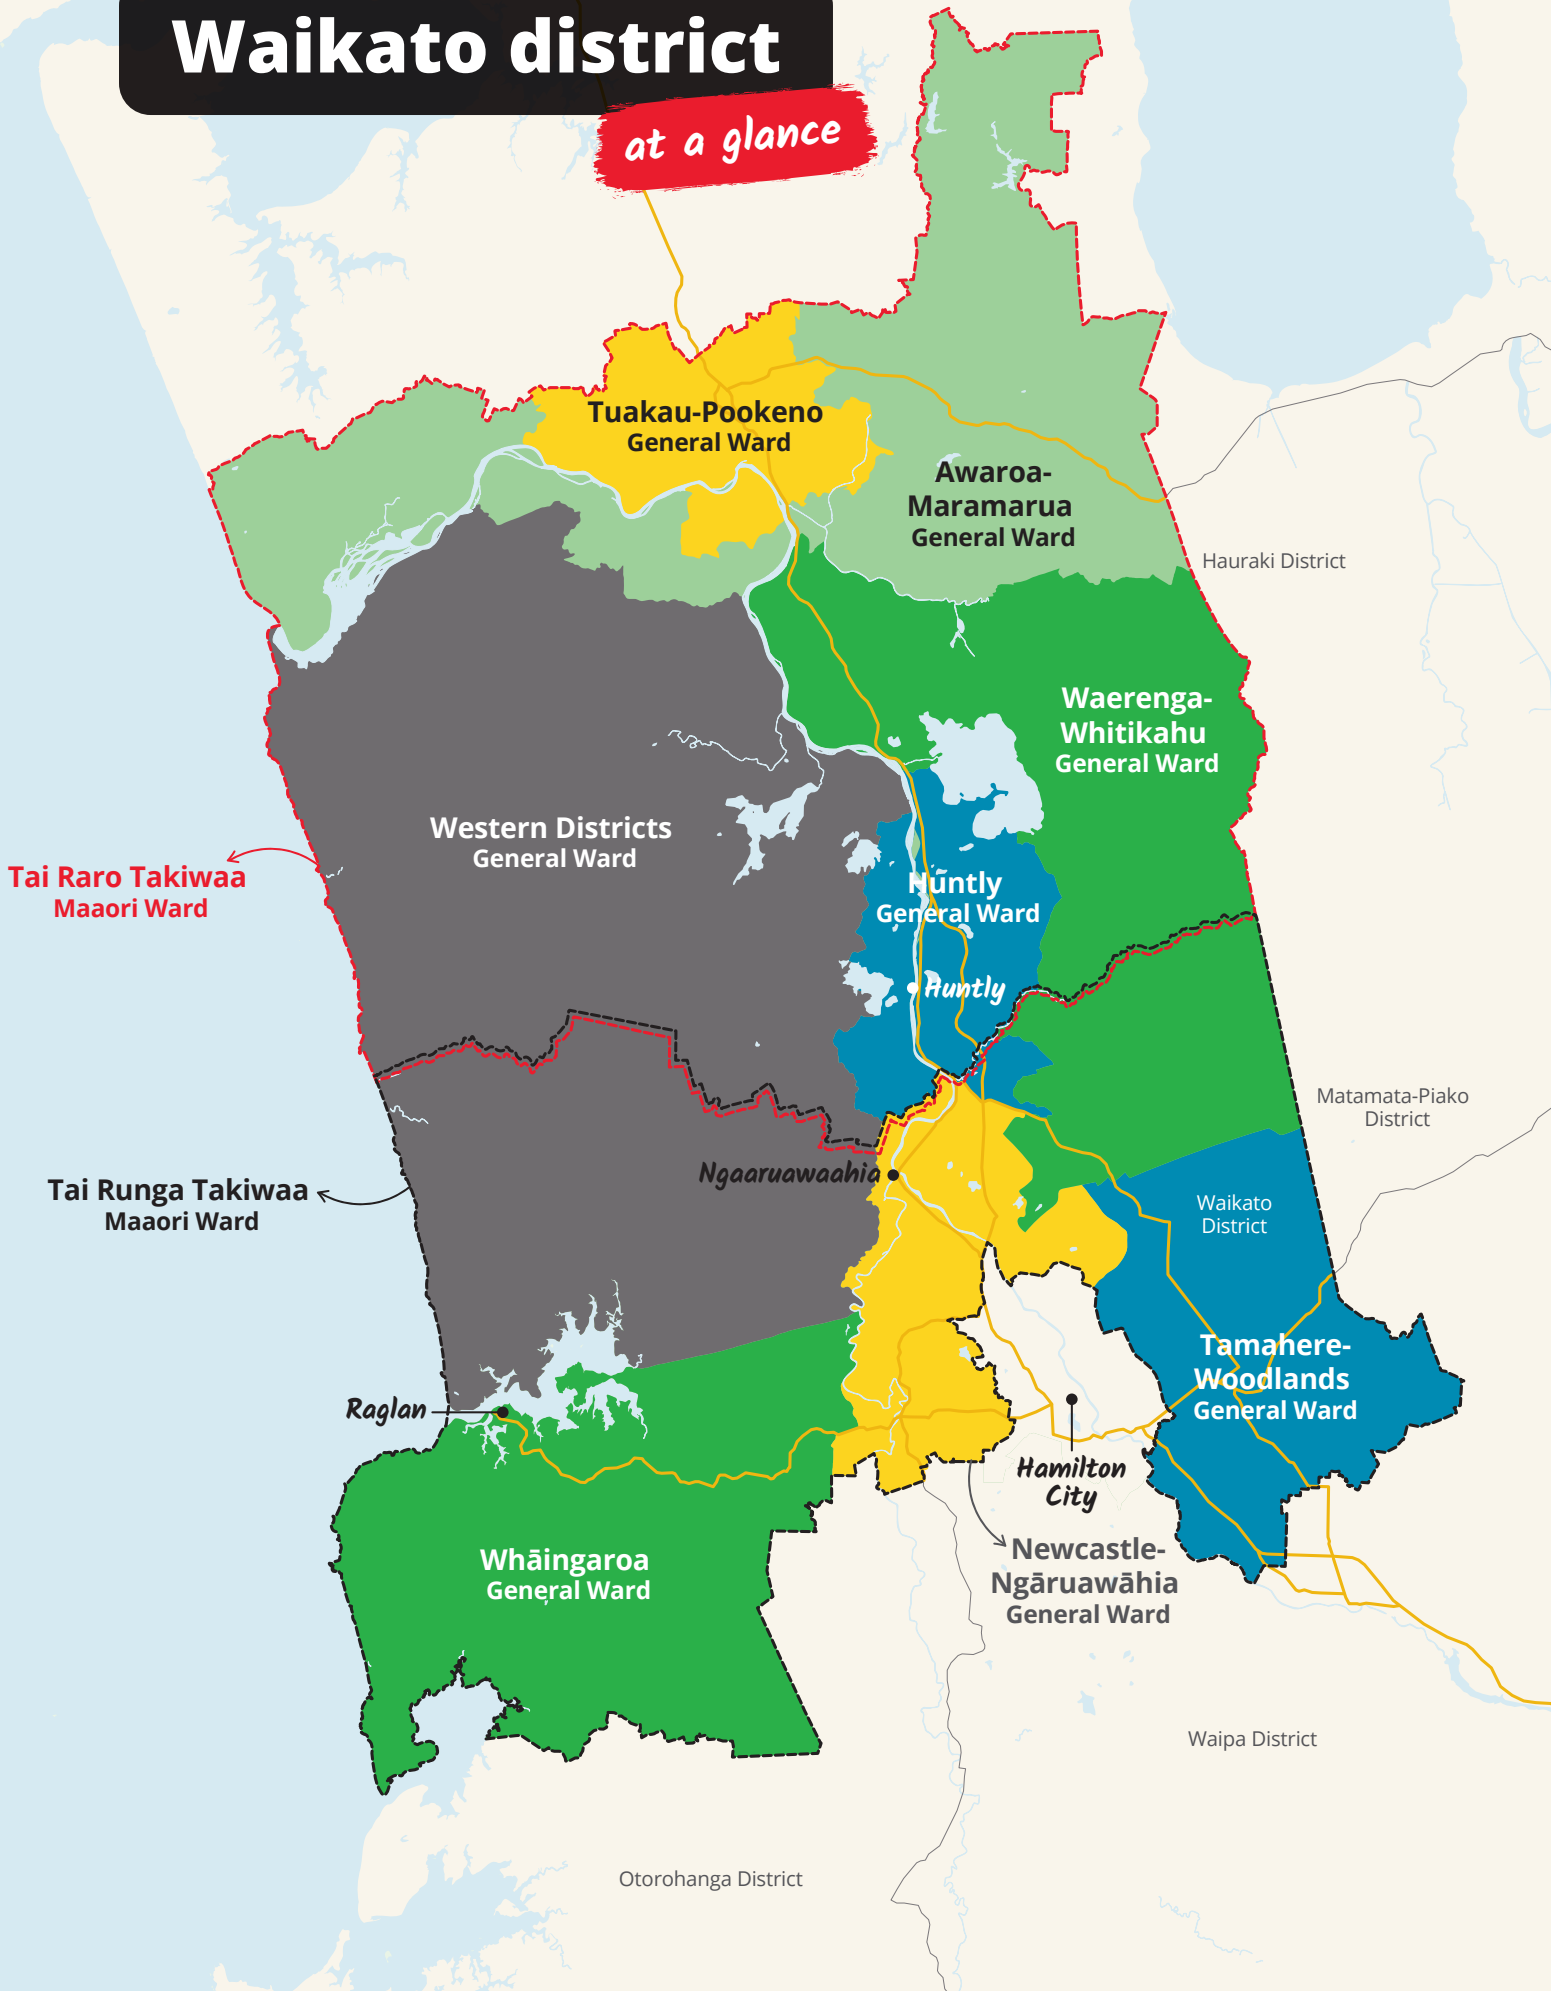 Waikato district
at a glance
Tuakau-Pookeno
General Ward
Awaroa-
Maramarua
General Ward
Hauraki District
Waerenga-
Whitikahu
General Ward
Western Districts
General Ward
Tai Raro Takiwaa
Maaori Ward
Huntly
General Ward
Huntly
Matamata-Piako
District
Ngaaruawaahia
Tai Runga Takiwaa
Maaori Ward
Waikato
District
Tamahere-
Woodlands
General Ward
Raglan
Hamilton
City
Newcastle-
Ngāruawāhia
General Ward
Whāingaroa
General Ward
Waipa District
Otorohanga District